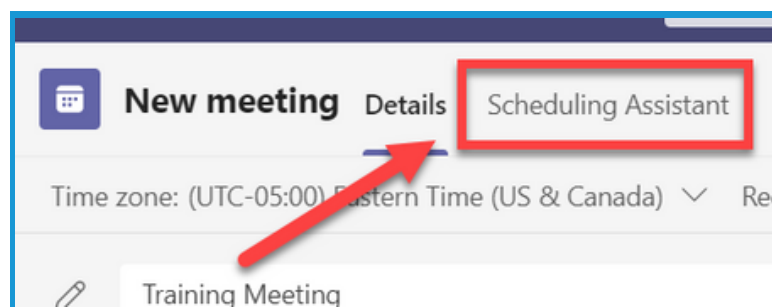 New meeting Details Scheduling Assistant
Time zone: (UTC-05:00) Eastern Time (US & Canada)
Training Meeting